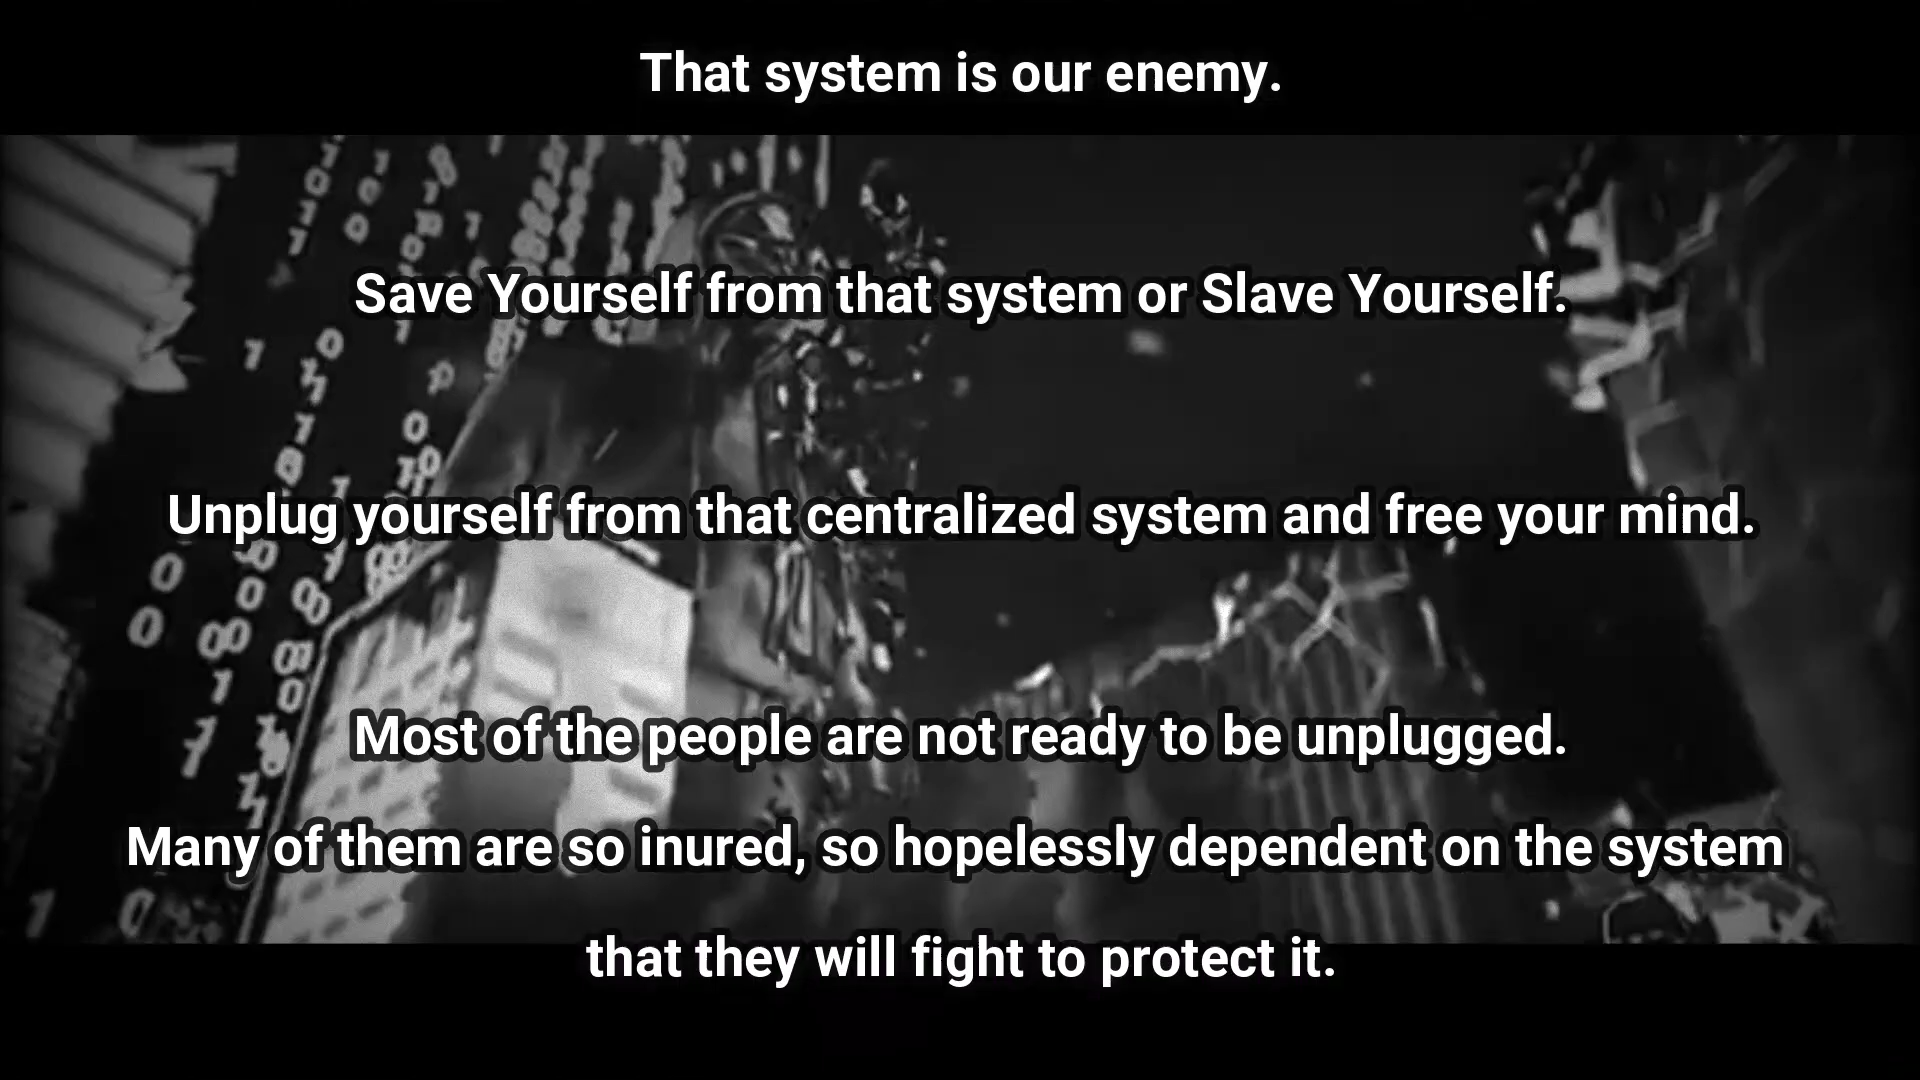 That system is our enemy.
Save Yourself from that system or Slave Yourself.
Unplug yourself from that centralized system and free your mind.
Most of the people are not ready to be unplugged.
Many of them are so inured, so hopelessly dependent on the system
that they will fight to protect it.